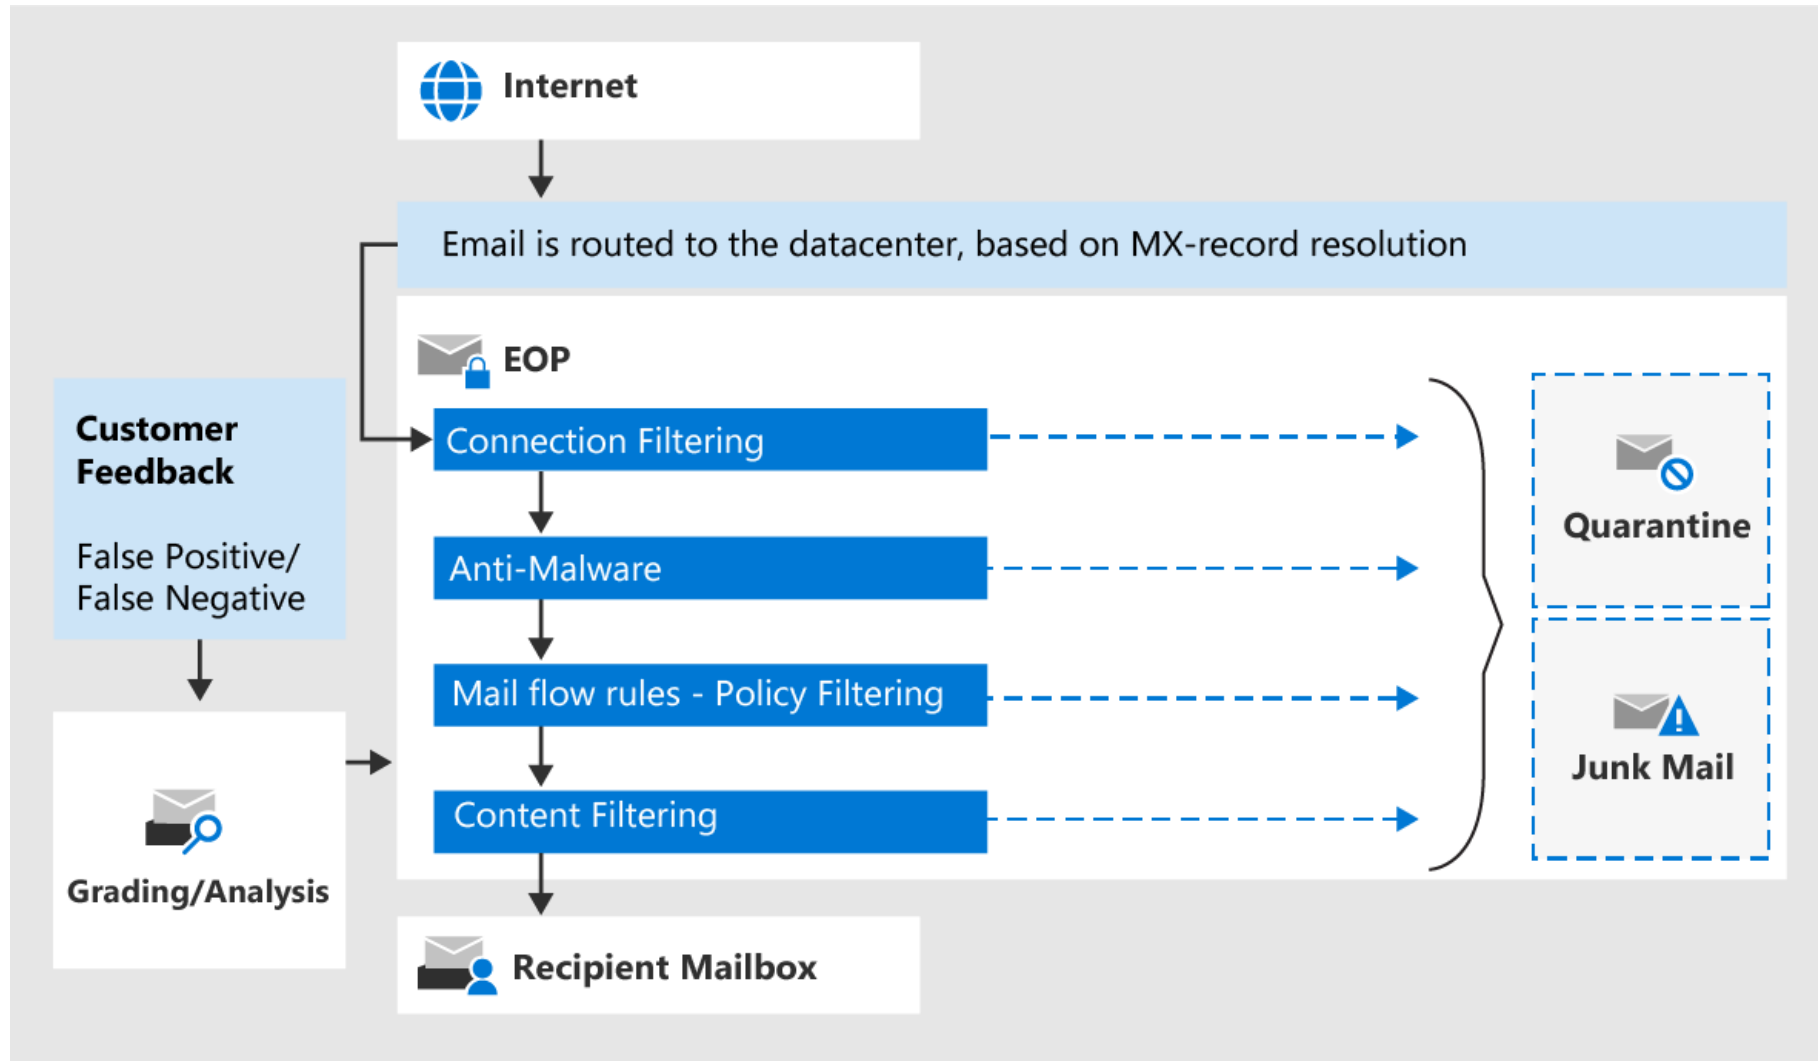 Internet
Email is routed to the datacenter, based on MX-record resolution
EOP
Connection Filtering
Anti-Malware
Mail flow rules - Policy Filtering
Content Filtering
Quarantine
Junk Mail
Customer
Feedback
False Positive/
False Negative
Grading/Analysis
Recipient Mailbox